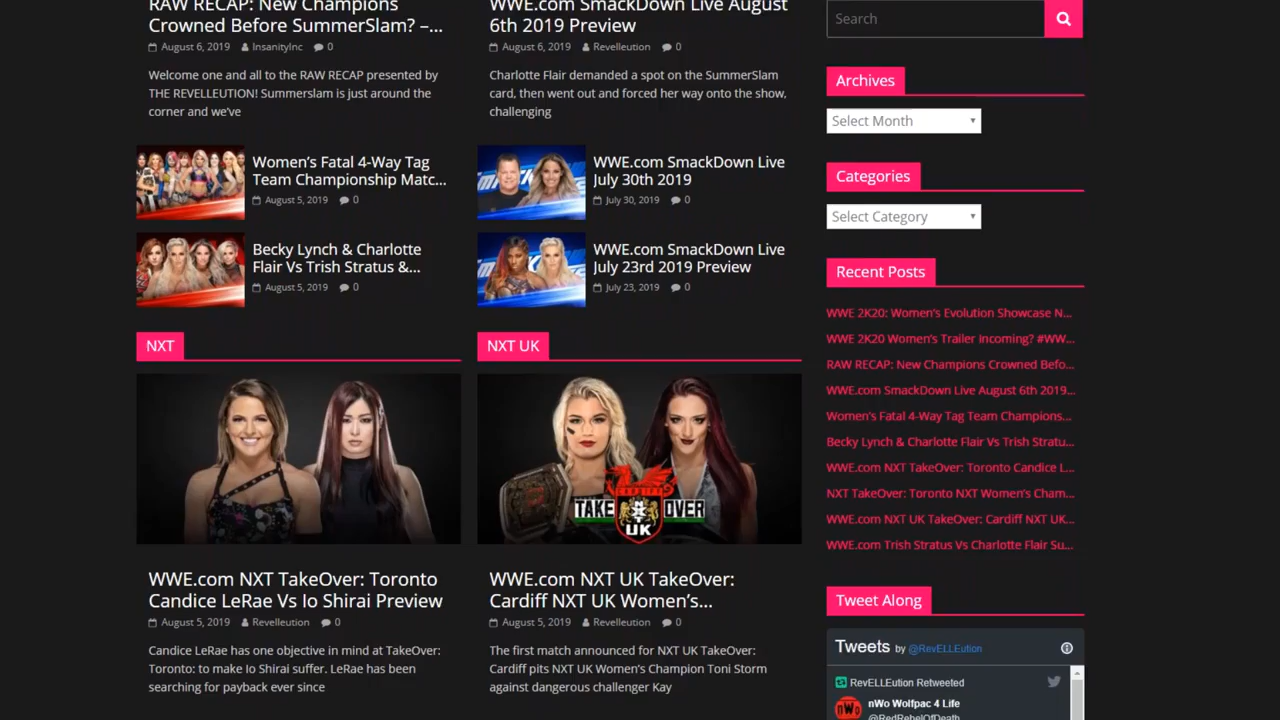 RAW RECAP: New Champions
Crowned Before SummerSlam? –...
August 6, 2019 InsanityInc 0
Welcome one and all to the RAW RECAP presented by
THE REVELLEUTION! Summerslam is just around the
corner and we've
Women's Fatal 4-Way Tag
Team Championship Matc...
August 5, 2019 0
Becky Lynch & Charlotte
Flair Vs Trish Stratus &...
August 5, 2019 0
WWE.com SmackDown Live August
6th 2019 Preview
August 6, 2019 Revelleution 0
Charlotte Flair demanded a spot on the SummerSlam
card, then went out and forced her way onto the show,
challenging
WWE.com SmackDown Live
July 30th 2019
July 30, 2019 0
WWE.com SmackDown Live
July 23rd 2019 Preview
July 23, 2019 0
NXT
WWE.com NXT TakeOver: Toronto
Candice LeRae Vs Io Shirai Preview
August 5, 2019 Revelleution 0
Candice LeRae has one objective in mind at TakeOver:
Toronto: to make Io Shirai suffer. LeRae has been
searching for payback ever since
NXT UK
CARDIFF
TAKE OVER
NXT
UK
WWE.com NXT UK TakeOver:
Cardiff NXT UK Women's...
August 5, 2019 Revelleution 0
The first match announced for NXT UK TakeOver:
Cardiff pits NXT UK Women's Champion Toni Storm
against dangerous challenger Kay
Search
Archives
Select Month
Categories
Select Category
Recent Posts
WWE 2K20: Women's Evolution Showcase N...
WWE 2K20 Women's Trailer Incoming? #WW...
RAW RECAP: New Champions Crowned Befo...
WWE.com SmackDown Live August 6th 2019...
Women's Fatal 4-Way Tag Team Champions...
Becky Lynch & Charlotte Flair Vs Trish Stratu...
WWE.com NXT TakeOver: Toronto Candice L...
NXT TakeOver: Toronto NXT Women's Cham...
WWE.com NXT UK TakeOver: Cardiff NXT UK...
WWE.com Trish Stratus Vs Charlotte Flair Su...
Tweet Along
Tweets by @RevELLEution
RevELLEution Retweeted
nWo Wolfpac 4 Life
@RedRebelOfDeath